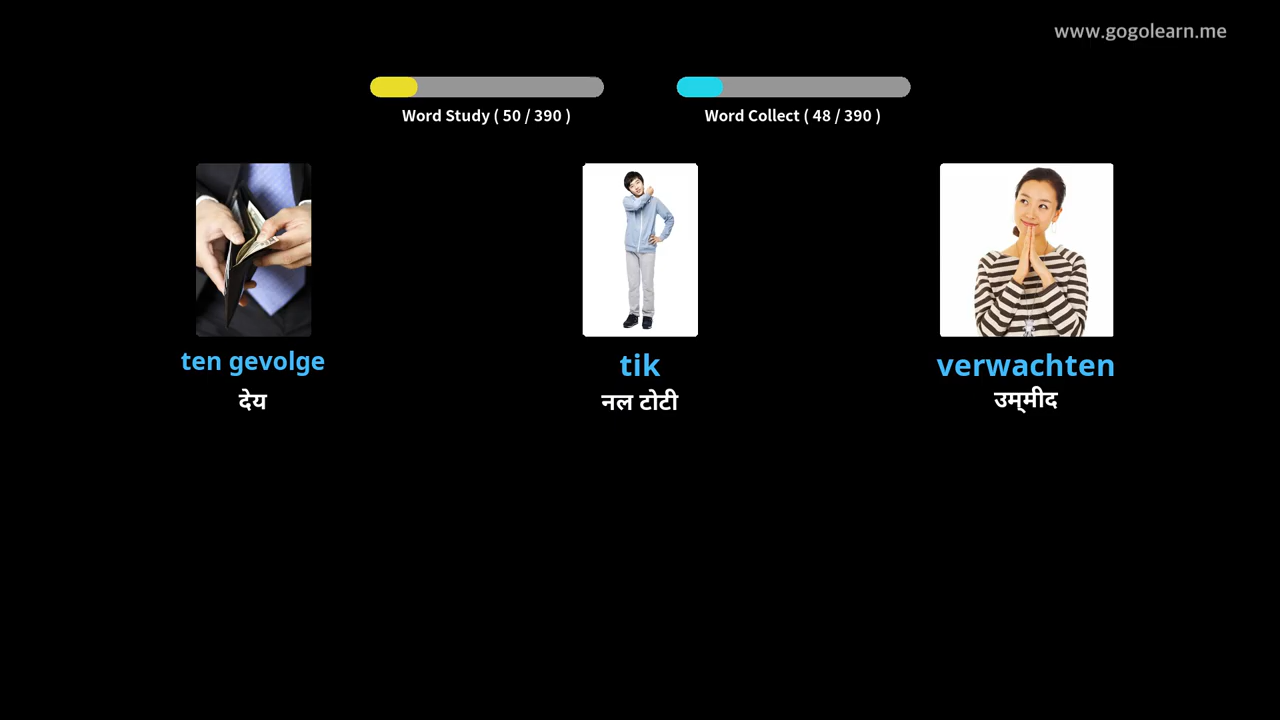 www.gogolearn.me
Word Study ( 50 / 390 )
Word Collect ( 48 / 390 )
ten gevolge
tik
verwachten
देय
नल टोटी
उम्मीद